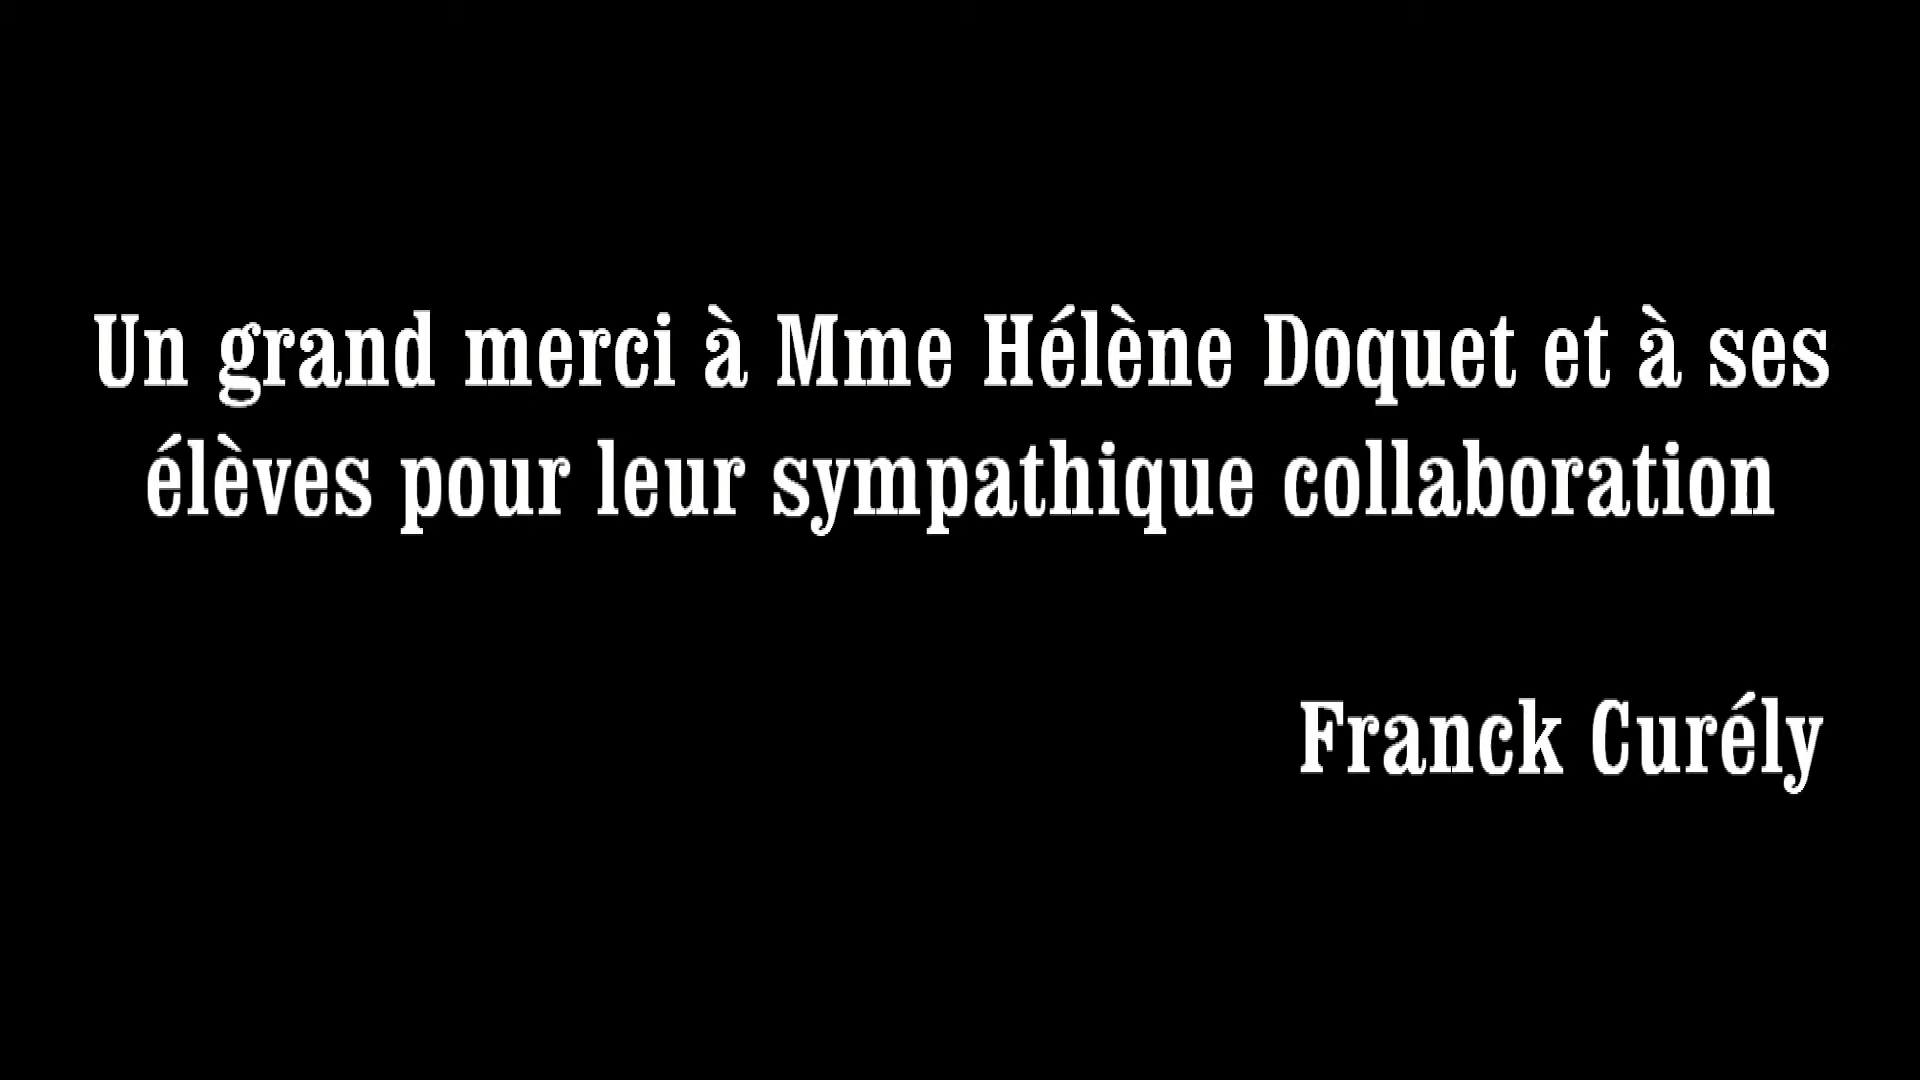 Un grand merci à Mme Hélène Doquet et à ses
élèves pour leur sympathique collaboration
Franck Curély